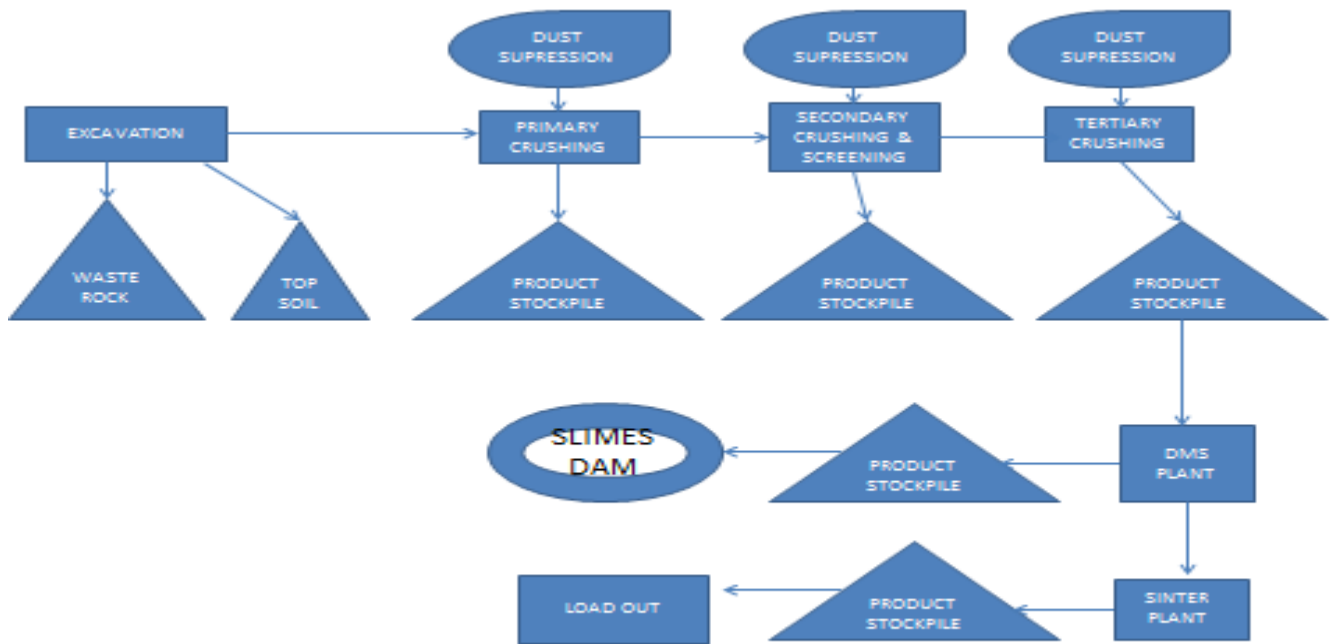 DUST
SUPRESSION
DUST
SUPRESSION
DUST
SUPRESSION
EXCAVATION
PRIMARY
CRUSHING
SECONDARY
CRUSHING &
SCREENING
TERTIARY
CRUSHING
WASTE
ROCK
TOP
SOIL
PRODUCT
STOCKPILE
PRODUCT
STOCKPILE
PRODUCT
STOCKPILE
SLIMES
DAM
PRODUCT
STOCKPILE
DMS
PLANT
LOAD OUT
PRODUCT
STOCKPILE
SINTER
PLANT